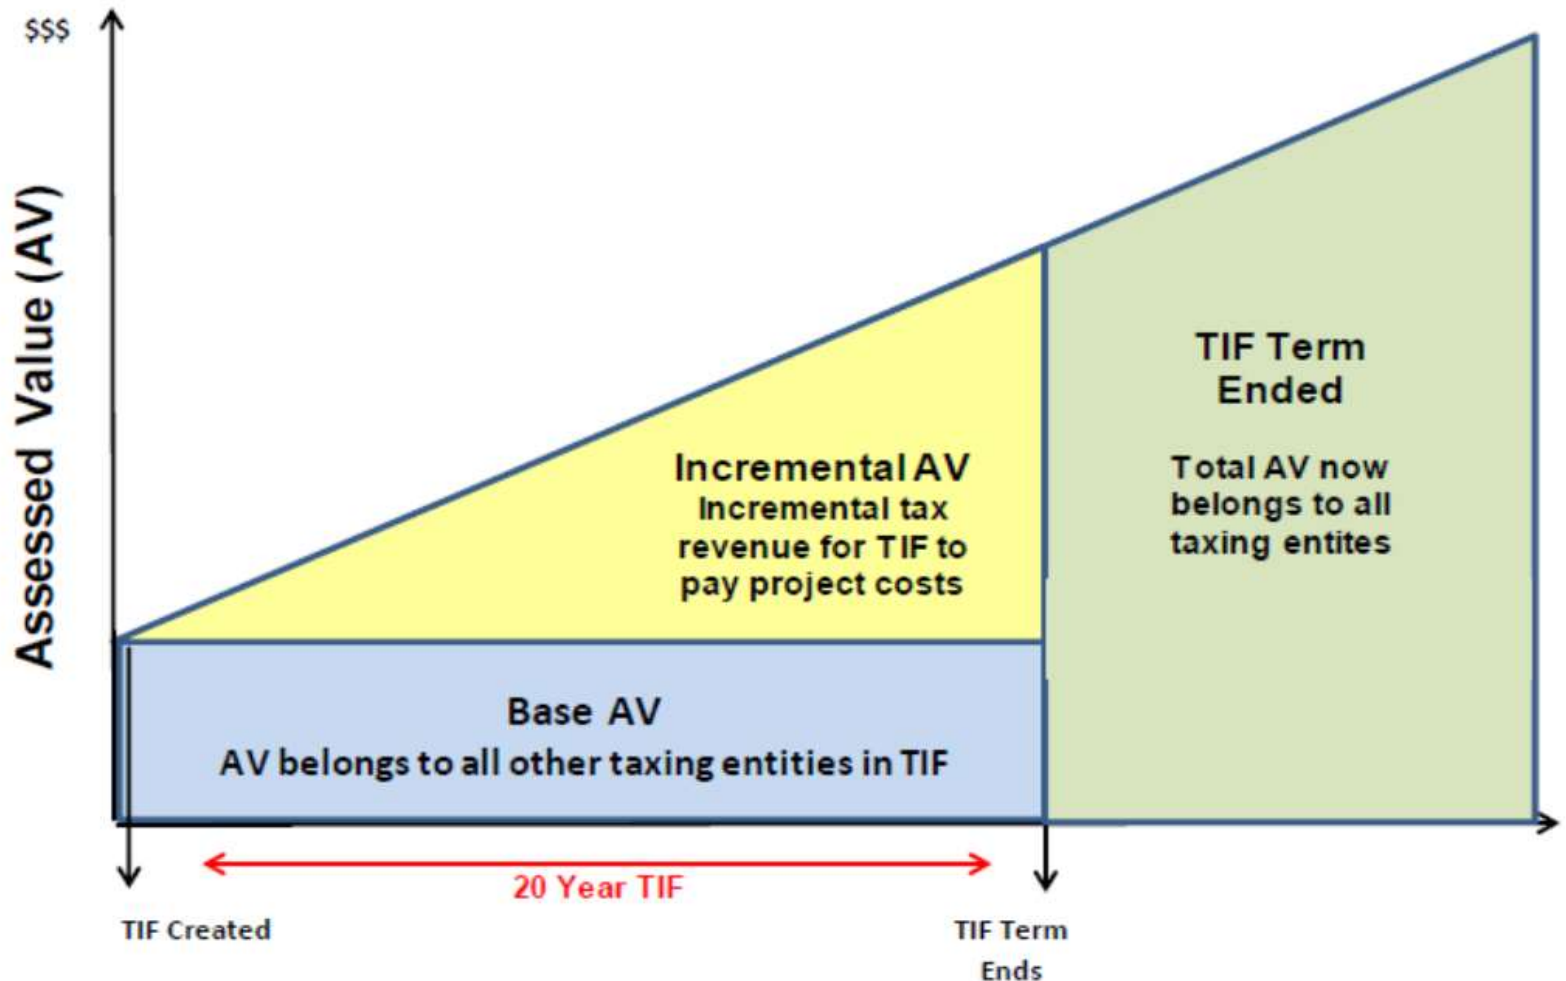 $$$
Assessed Value (AV)
Incremental AV
Incremental tax
revenue for TIF to
pay project costs
TIF Term
Ended
Total AV now
belongs to all
taxing entites
Base AV
AV belongs to all other taxing entities in TIF
20 Year TIF
TIF Created
TIF Term
Ends